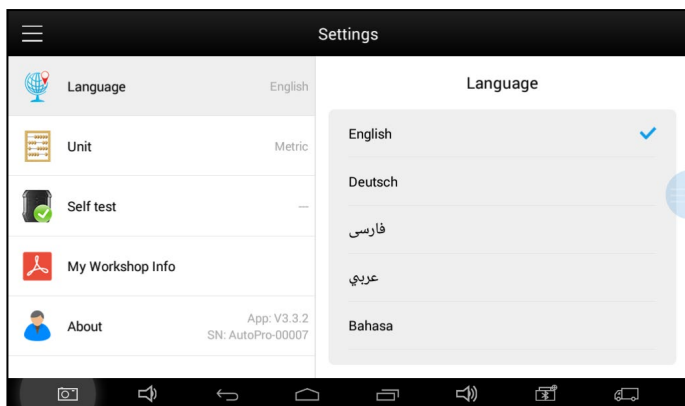 Settings
Language
English
Unit
Metric
Self test
---
My Workshop Info
About
App: V3.3.2
SN: AutoPro-00007
Language
English
Deutsch
فارسی
عربي
Bahasa